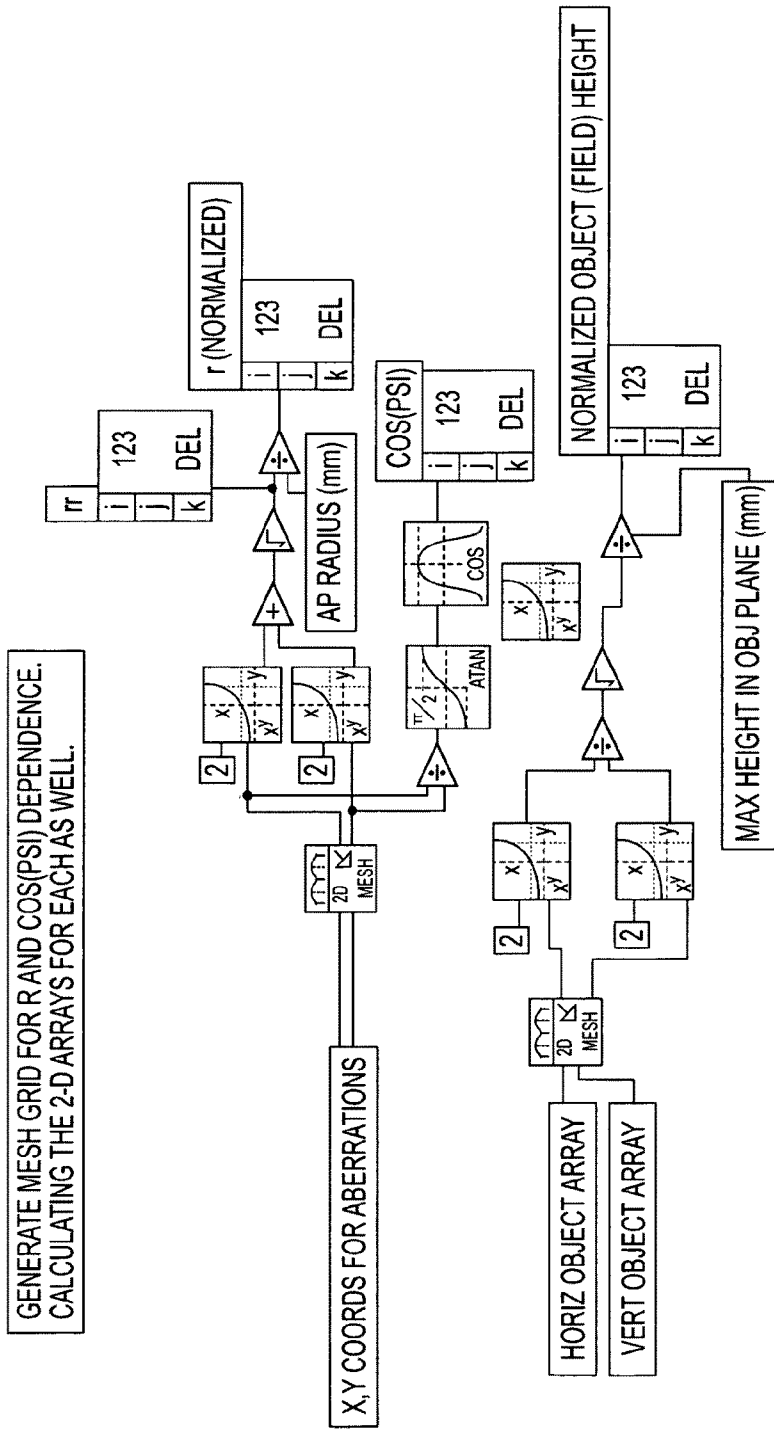 GENERATE MESH GRID FOR R AND COS(PSI) DEPENDENCE.
CALCULATING THE 2-D ARRAYS FOR EACH AS WELL.
X,Y COORDS FOR ABERRATIONS
2D
MESH
2
x
y
x^y
2
x
y
x^y
+
√
÷
AP RADIUS (mm)
rr
i
j
k
123
DEL
r (NORMALIZED)
i
j
k
123
DEL
÷
π/2
ATAN
COS
COS(PSI)
i
j
k
123
DEL
x
y
x^y
HORIZ OBJECT ARRAY
VERT OBJECT ARRAY
2D
MESH
2
x
y
x^y
2
x
y
x^y
÷
√
÷
NORMALIZED OBJECT (FIELD) HEIGHT
i
j
k
123
DEL
MAX HEIGHT IN OBJ PLANE (mm)